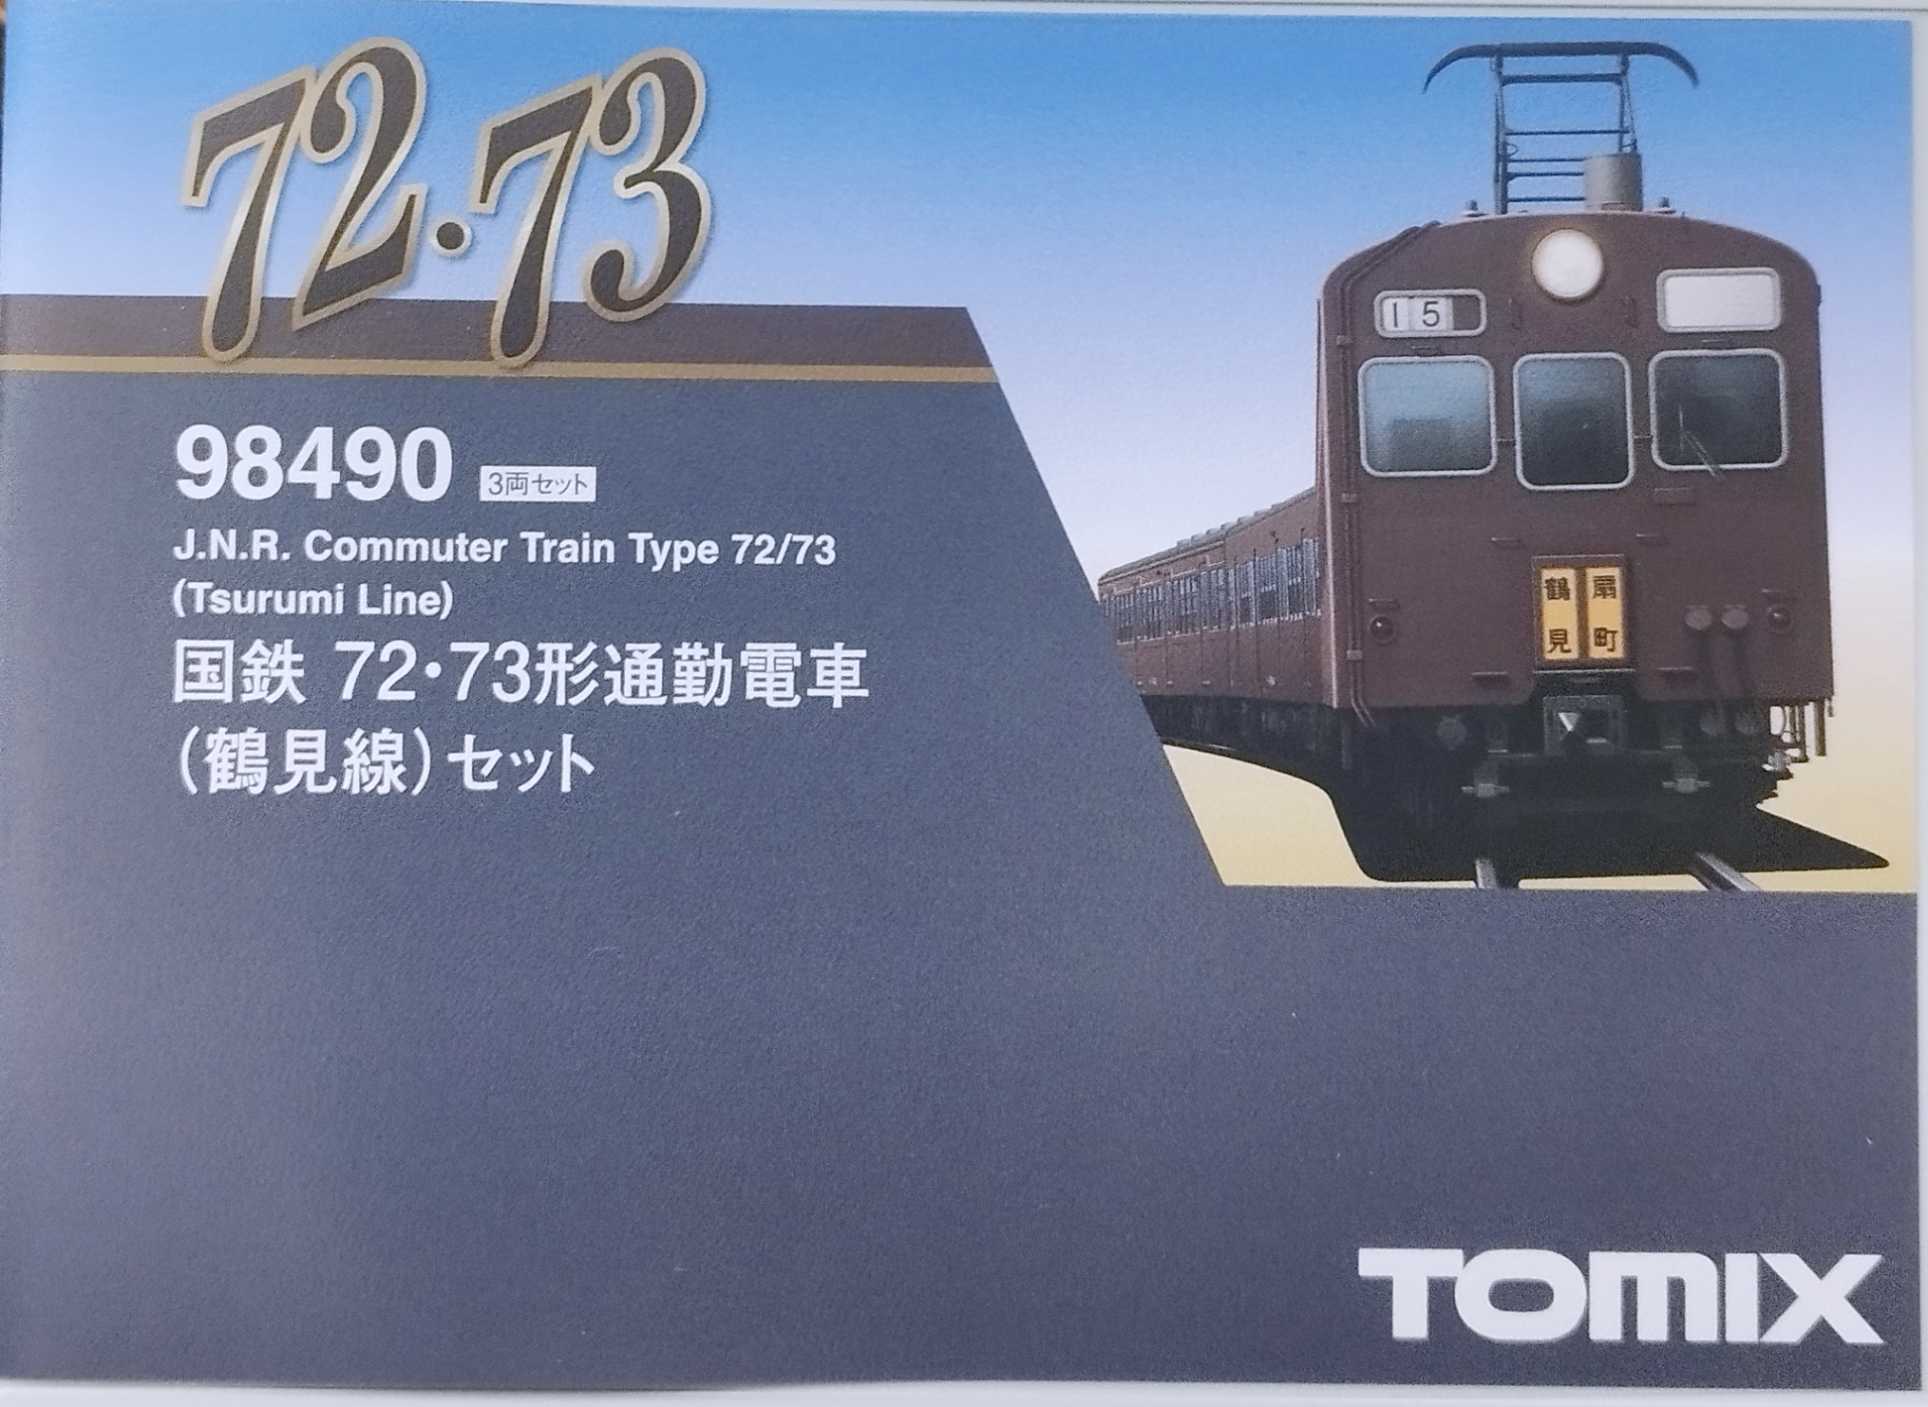 72・73
98490 3両セット
J.N.R. Commuter Train Type 72/73
(Tsurumi Line)
国鉄 72・73形通勤電車
(鶴見線)セット
15
鶴見 扇町
TOMIX